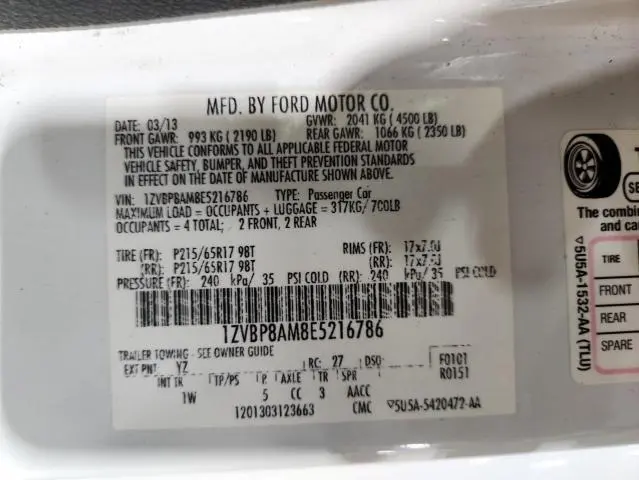 MFD. BY FORD MOTOR CO.
DATE: 03/13 GVWR: 2041 KG ( 4500 LB)
FRONT GAWR: 993 KG ( 2190 LB) REAR GAWR: 1066 KG ( 2350 LB)
THIS VEHICLE CONFORMS TO ALL APPLICABLE FEDERAL MOTOR
VEHICLE SAFETY, BUMPER, AND THEFT PREVENTION STANDARDS
IN EFFECT ON THE DATE OF MANUFACTURE SHOWN ABOVE.
VIN: 1ZVBP8AM8E5216786 TYPE: Passenger Car
MAXIMUM LOAD = OCCUPANTS + LUGGAGE = 317KG/ 700LB
OCCUPANTS = 4 TOTAL; 2 FRONT, 2 REAR
TIRE (FR): P215/65R17 98T RIMS (FR): 17x7.0J
(RR): P215/65R17 98T (RR): 17x7.0J
PRESSURE (FR): 240 kPa/ 35 PSI COLD (RR): 240 kPa/ 35 PSI COLD
1ZVBP8AM8E5216786
TRAILER TOWING - SEE OWNER GUIDE
EXT PNT: YZ RC: 27 DSO: F0101
R0151
INT TR TP/PS R AXLE TR SPR
1W 5 CC 3 AACC
1201303123663 CMC ▽5U5A-5420472-AA
The combin
and ca
TIRE
FRONT
REAR
SPARE
▽5U5A-1532-AA (TLU)